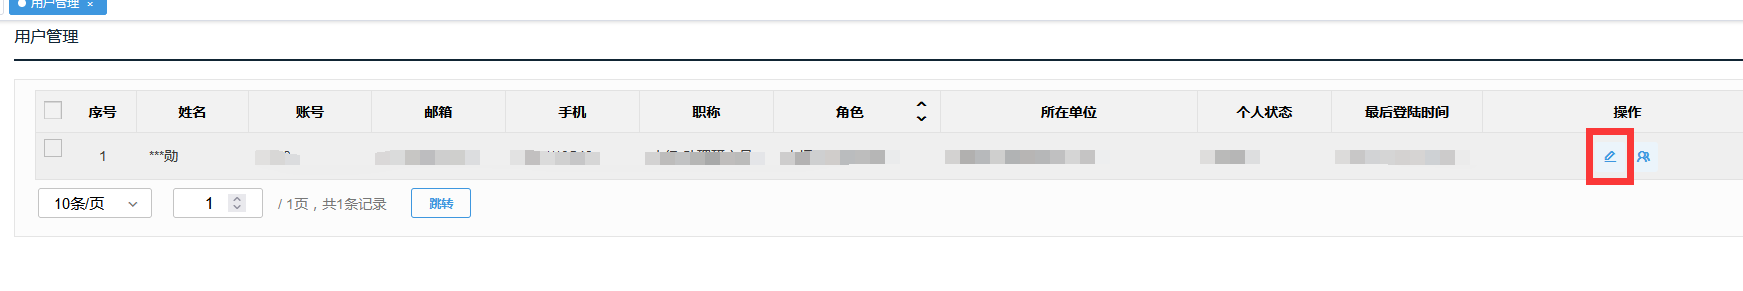 用户管理 ×
用户管理
序号 姓名 账号 邮箱 手机 职称 角色 所在单位 个人状态 最后登陆时间 操作
1 ***勋
10条/页 1 / 1页，共1条记录 跳转